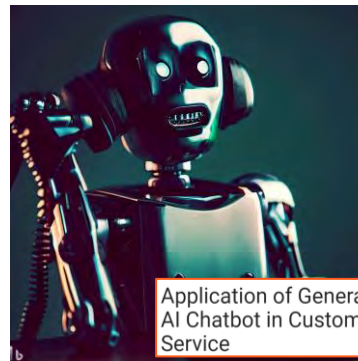 Application of Genera
AI Chatbot in Custom
Service